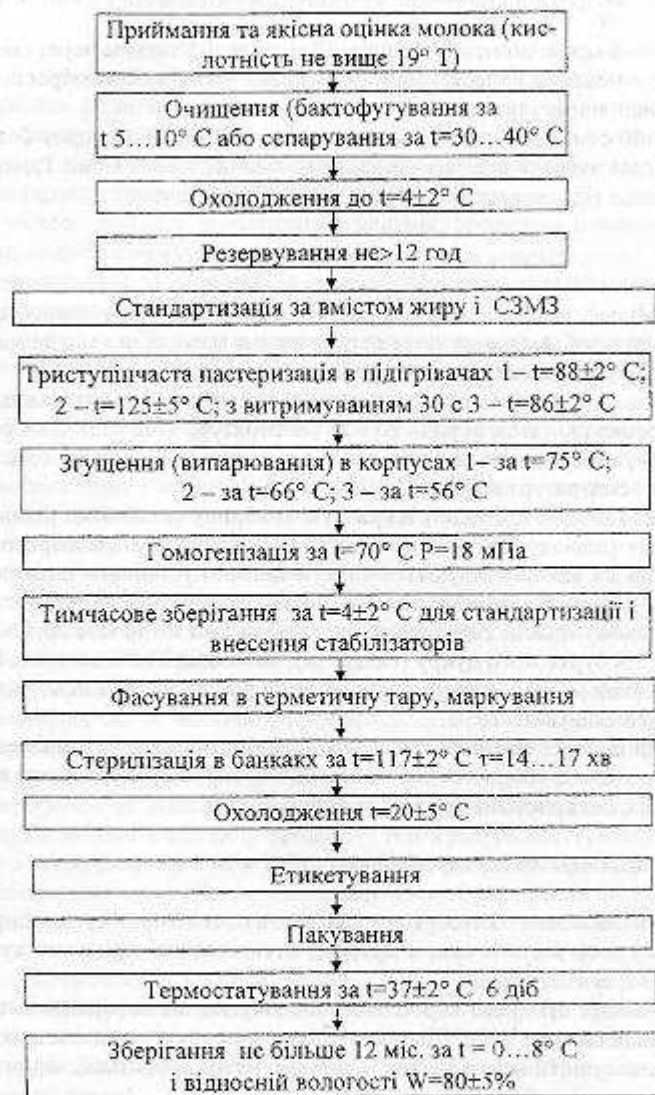 Приймання та якісна оцінка молока (кис-
лотність не вище 19° Т)
Очищення (бактофугування за
t 5…10° С або сепарування за t=30…40° С
Охолодження до t=4±2° С
Резервування не>12 год
Стандартизація за вмістом жиру і СЗМЗ
Триступінчаста пастеризація в підігрівачах 1– t=88±2° С;
2 – t=125±5° С; з витримуванням 30 с 3 – t=86±2° С
Згущення (випарювання) в корпусах 1– за t=75° С;
2 – за t=66° С; 3 – за t=56° С
Гомогенізація за t=70° С Р=18 мПа
Тимчасове зберігання за t=4±2° С для стандартизації і
внесення стабілізаторів
Фасування в герметичну тару, маркування
Стерилізація в банкакх за t=117±2° С τ=14…17 хв
Охолодження t=20±5° С
Етикетування
Пакування
Термостатування за t=37±2° С 6 діб
Зберігання не більше 12 міс. за t = 0…8° С
і відносній вологості W=80±5%